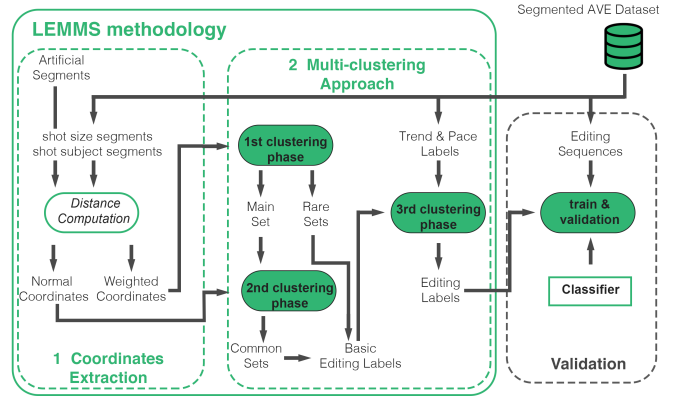 Segmented AVE Dataset
LEMMS methodology
Artificial
Segments
2 Multi-clustering
Approach
shot size segments
shot subject segments
1st clustering
phase
Trend & Pace
Labels
Editing
Sequences
Distance
Computation
Main
Set
Rare
Sets
3rd clustering
phase
train &
validation
Normal
Coordinates
Weighted
Coordinates
2nd clustering
phase
Editing
Labels
Classifier
Common
Sets
Basic
Editing Labels
1 Coordinates
Extraction
Validation